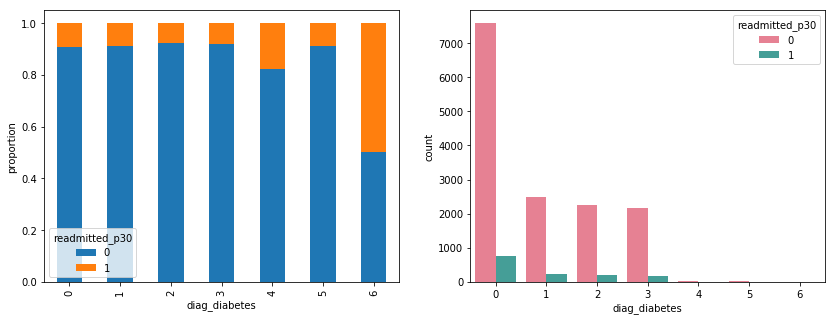 1.0
0.8
0.6
0.4
0.2
0.0
proportion
readmitted_p30
0
1
0 1 2 3 4 5 6
diag_diabetes
7000
6000
5000
4000
3000
2000
1000
0
count
readmitted_p30
0
1
0 1 2 3 4 5 6
diag_diabetes